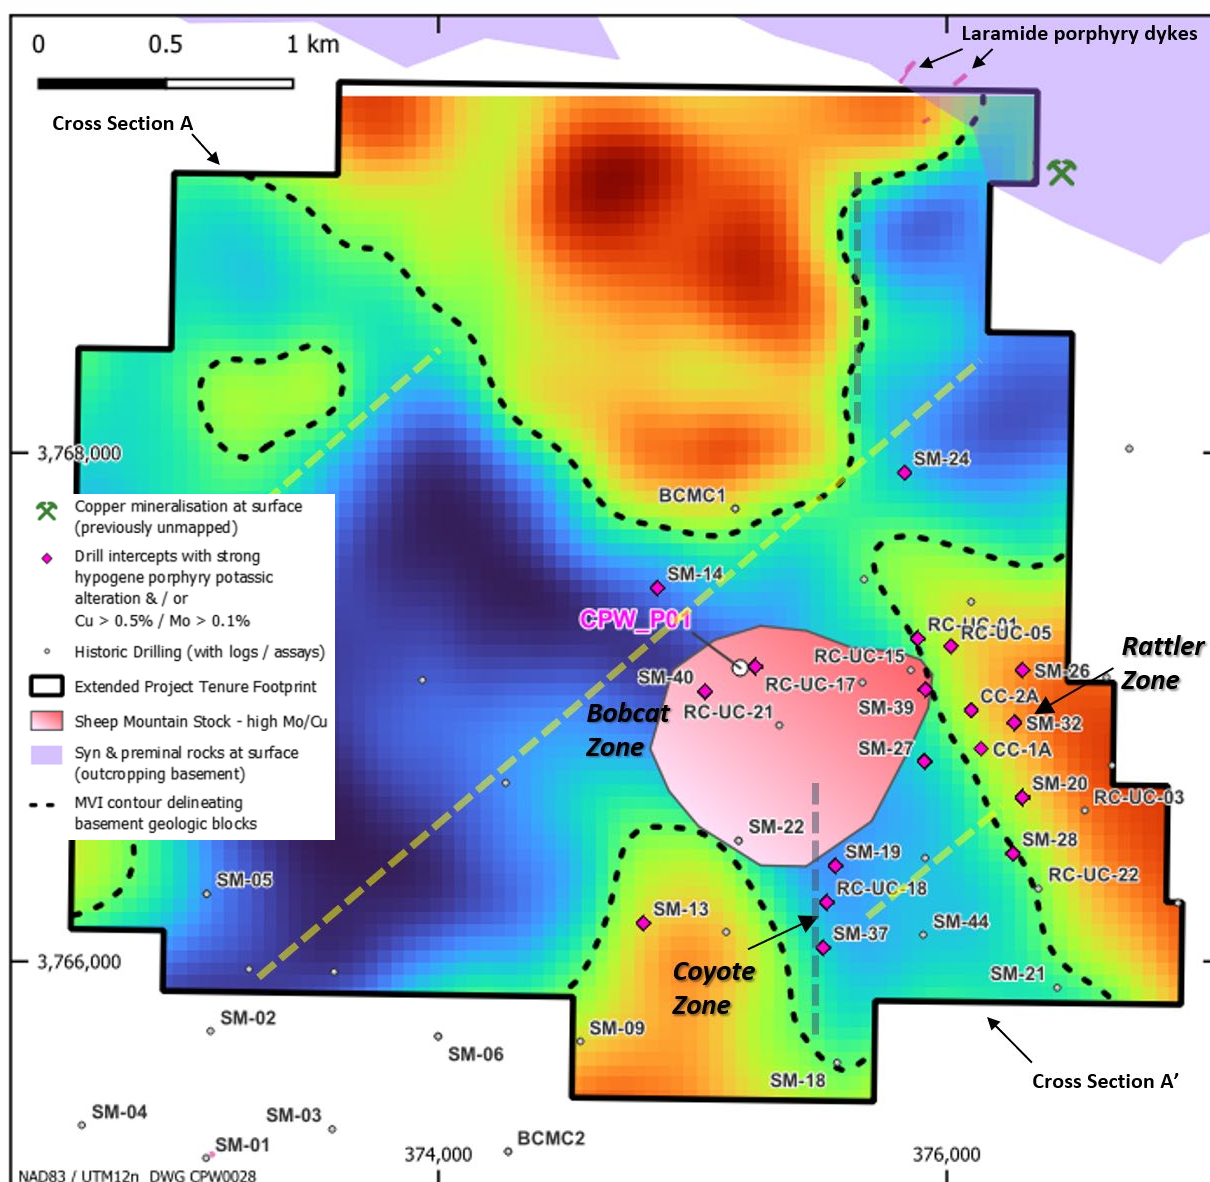 0 0.5 1 km
Laramide porphyry dykes
Cross Section A
3,768,000
SM-24
BCMC1
Copper mineralisation at surface
(previously unmapped)
Drill intercepts with strong
hypogene porphyry potassic
alteration & / or
Cu > 0.5% / Mo > 0.1%
Historic Drilling (with logs / assays)
Extended Project Tenure Footprint
Sheep Mountain Stock - high Mo/Cu
Syn & preminal rocks at surface
(outcropping basement)
MVI contour delineating
basement geologic blocks
SM-14
CPW_P01
RC-UC-01
RC-UC-05
RC-UC-15
SM-26
Rattler
Zone
SM-40
RC-UC-17
RC-UC-21
SM-39
CC-2A
SM-32
Bobcat
Zone
SM-27
CC-1A
SM-20
RC-UC-03
SM-22
SM-28
SM-19
RC-UC-22
SM-05
RC-UC-18
SM-13
SM-37
SM-44
3,766,000
Coyote
Zone
SM-21
SM-02
SM-09
SM-06
SM-18
Cross Section A’
SM-04
SM-03
SM-01
BCMC2
374,000
376,000
NAD83 / UTM12n DWG CPW0028